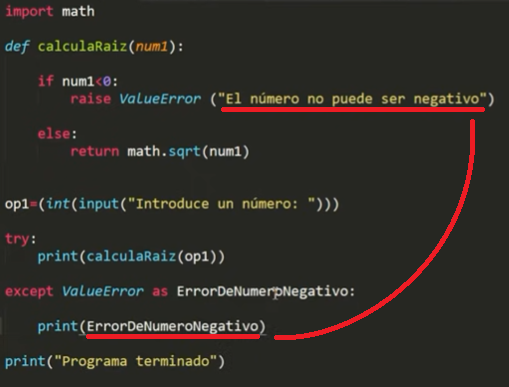 import math
def calculaRaiz(num1):
if num1<0:
raise ValueError ("El número no puede ser negativo")
else:
return math.sqrt(num1)
op1=(int(input("Introduce un número: ")))
try:
print(calculaRaiz(op1))
except ValueError as ErrorDeNumeroNegativo:
print(ErrorDeNumeroNegativo)
print("Programa terminado")